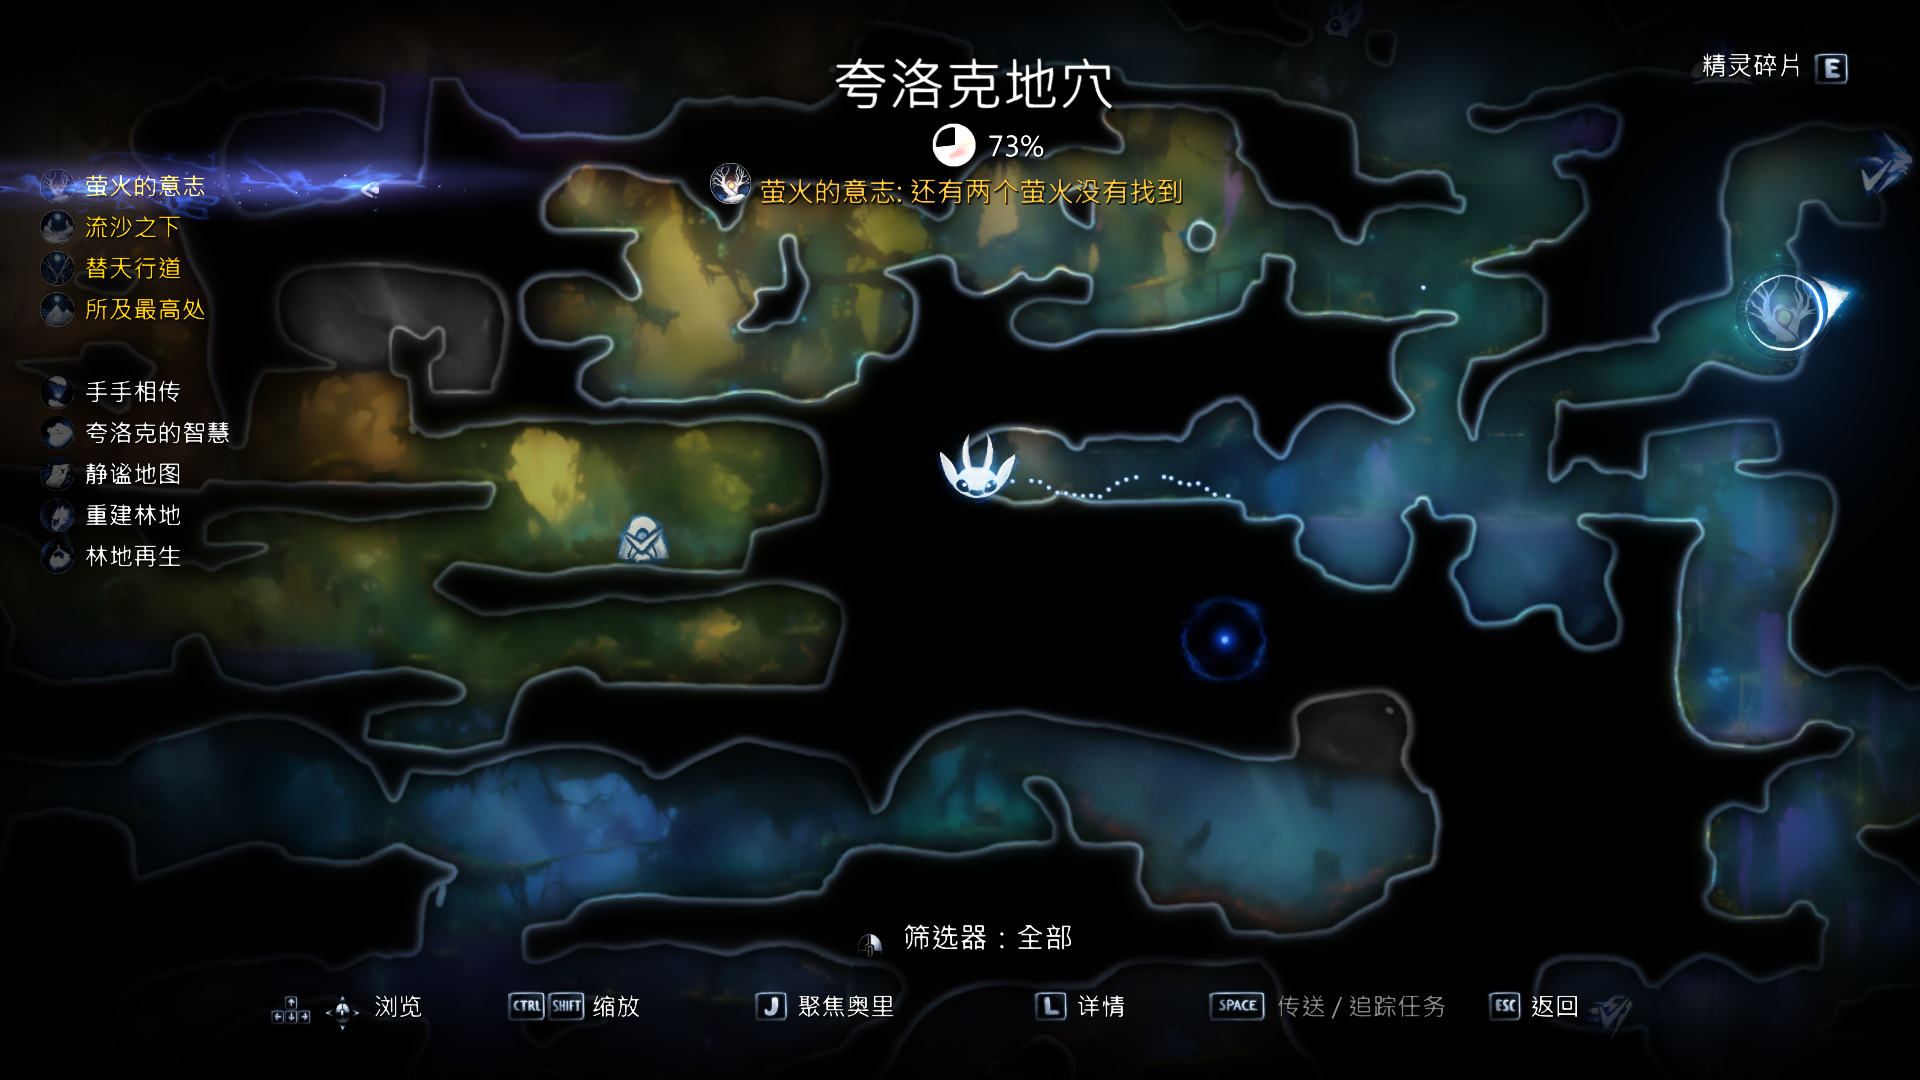 夸洛克地穴
73%
萤火的意志: 还有两个萤火没有找到
精灵碎片 E
萤火的意志
流沙之下
替天行道
所及最高处
手手相传
夸洛克的智慧
静谧地图
重建林地
林地再生
筛选器：全部
浏览 CTRL SHIFT 缩放 J 聚焦奥里 L 详情 SPACE 传送 / 追踪任务 ESC 返回